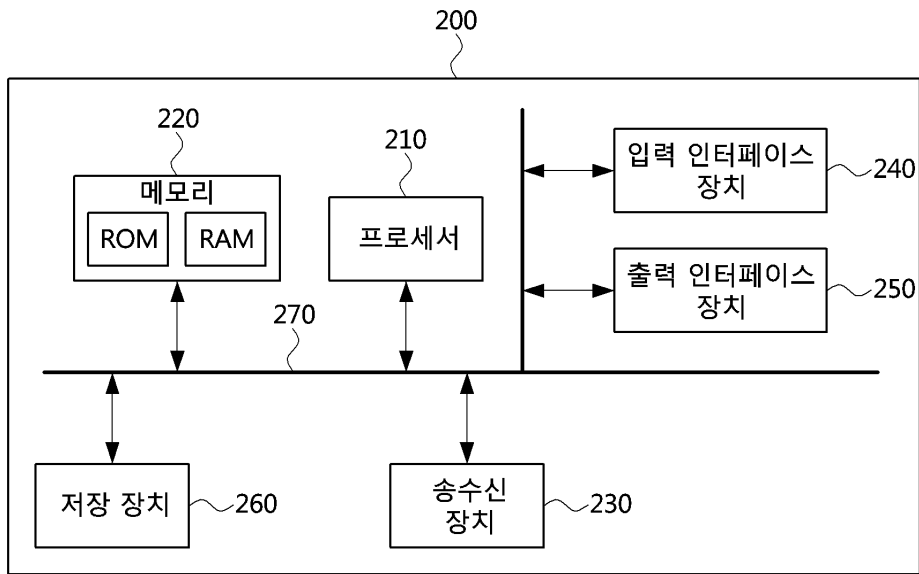 200
220
210
메모리
ROM RAM
프로세서
입력 인터페이스
장치
240
출력 인터페이스
장치
250
270
저장 장치
260
송수신
장치
230